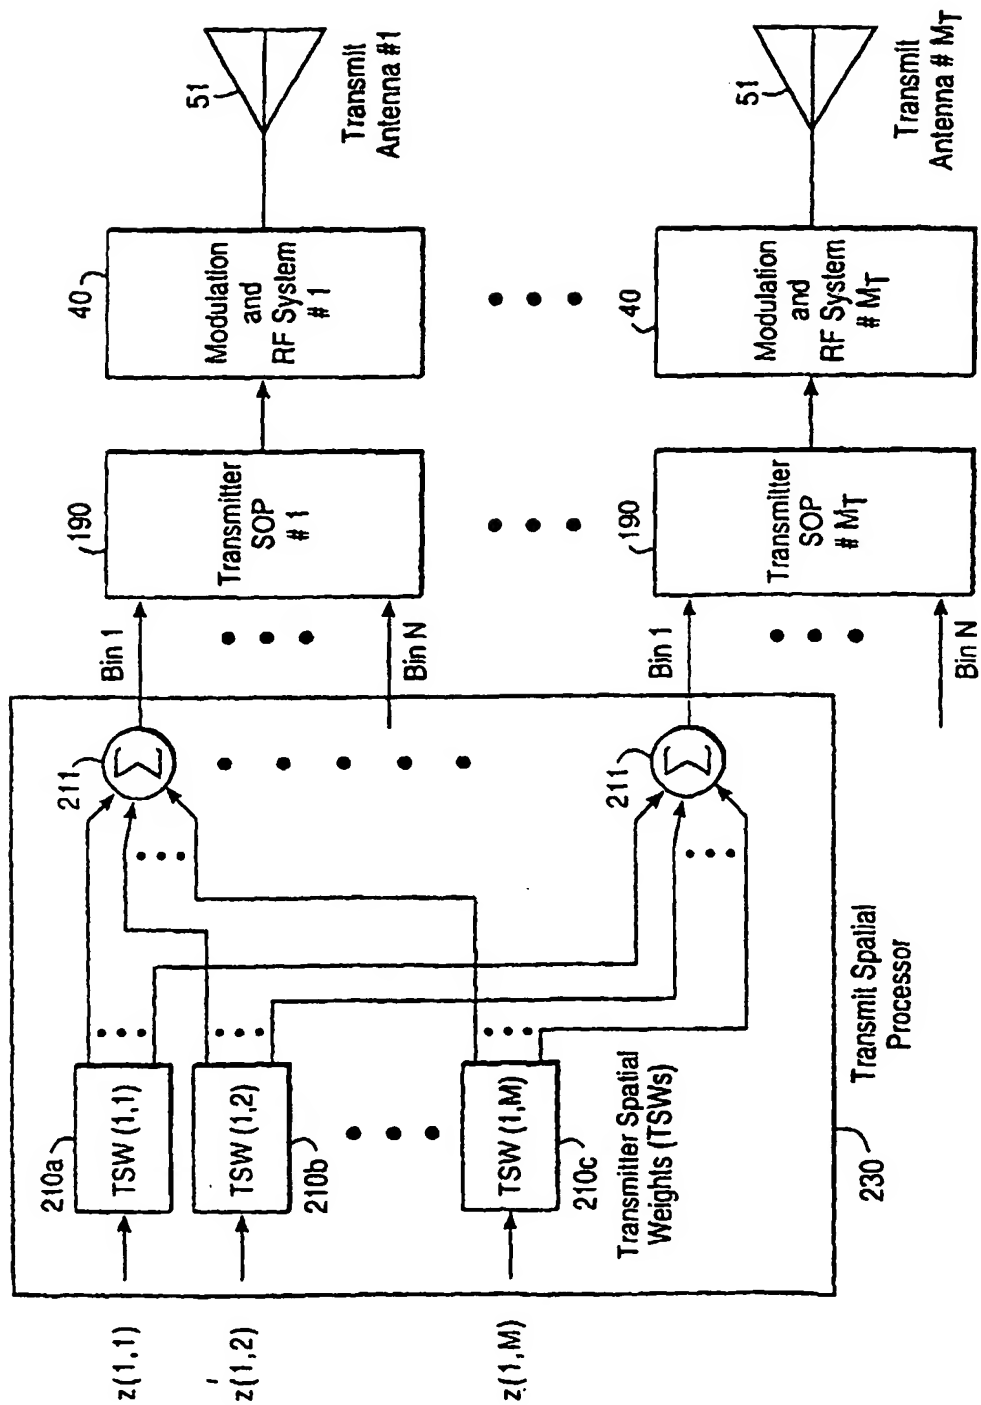 z(1,1)
z(1,2)
z(1,M)
210a
TSW (1,1)
TSW (1,2)
210b
TSW (1,M)
210c
Transmitter Spatial
Weights (TSWs)
230
Transmit Spatial
Processor
211
Σ
211
Σ
Bin 1
Bin N
Bin 1
Bin N
190
Transmitter
SOP
# 1
190
Transmitter
SOP
# MT
40
Modulation
and
RF System
# 1
40
Modulation
and
RF System
# MT
51
Transmit
Antenna #1
51
Transmit
Antenna # MT